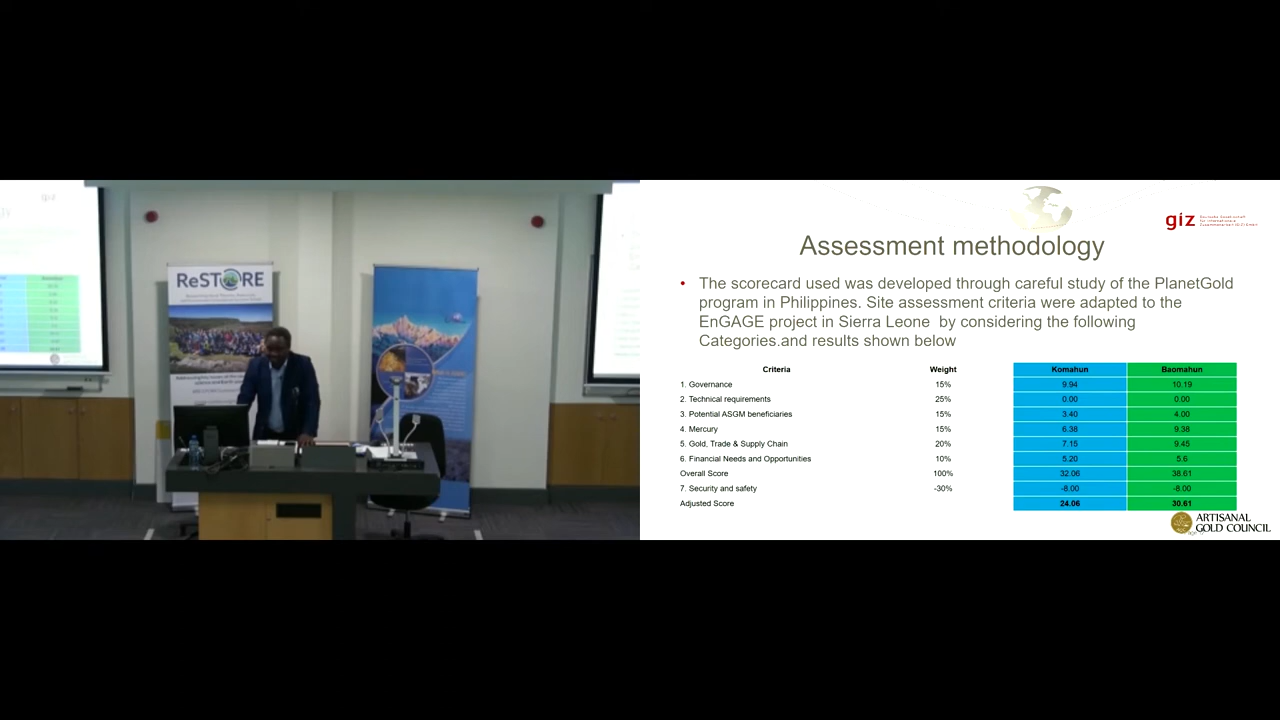 ReSTORE
Assessment methodology
giz
• The scorecard used was developed through careful study of the PlanetGold
program in Philippines. Site assessment criteria were adapted to the
EnGAGE project in Sierra Leone by considering the following
Categories.and results shown below
Criteria Weight Komahun Baomahun
1. Governance 15% 9.94 10.19
2. Technical requirements 25% 0.00 0.00
3. Potential ASGM beneficiaries 15% 3.40 4.00
4. Mercury 15% 6.38 9.38
5. Gold, Trade & Supply Chain 20% 7.15 9.45
6. Financial Needs and Opportunities 10% 5.20 5.6
Overall Score 100% 32.06 38.61
7. Security and safety -30% -8.00 -8.00
Adjusted Score 24.06 30.61
ARTISANAL
GOLD COUNCIL